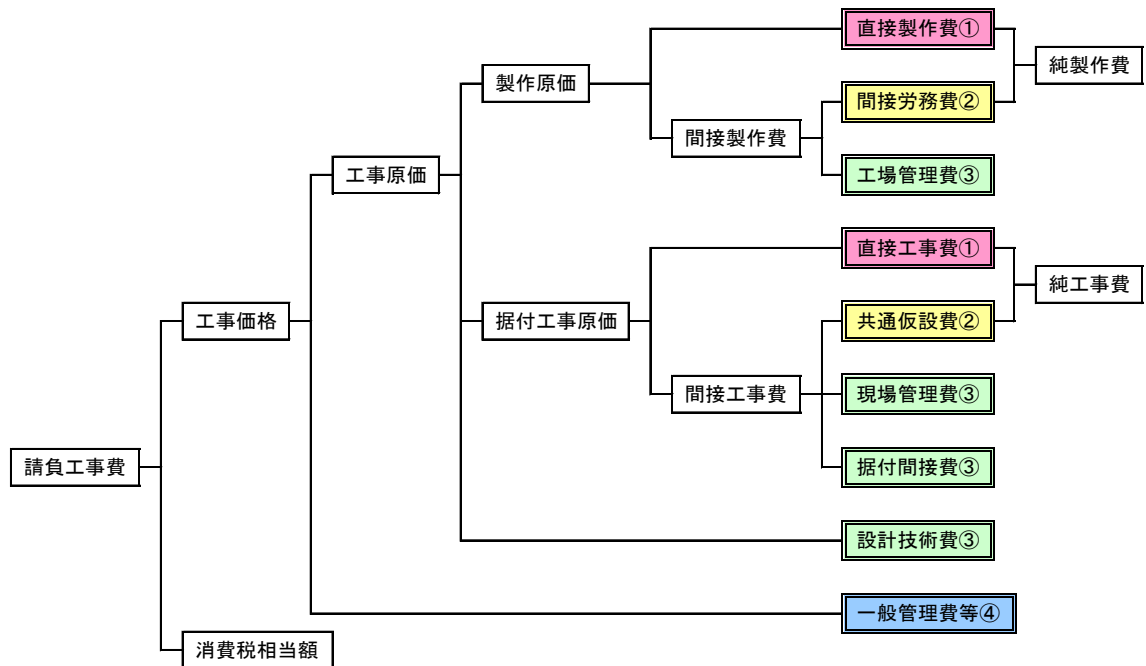 直接製作費①
純製作費
製作原価
間接労務費②
間接製作費
工事原価
工場管理費③
直接工事費①
純工事費
工事価格
据付工事原価
共通仮設費②
間接工事費
現場管理費③
請負工事費
据付間接費③
設計技術費③
一般管理費等④
消費税相当額